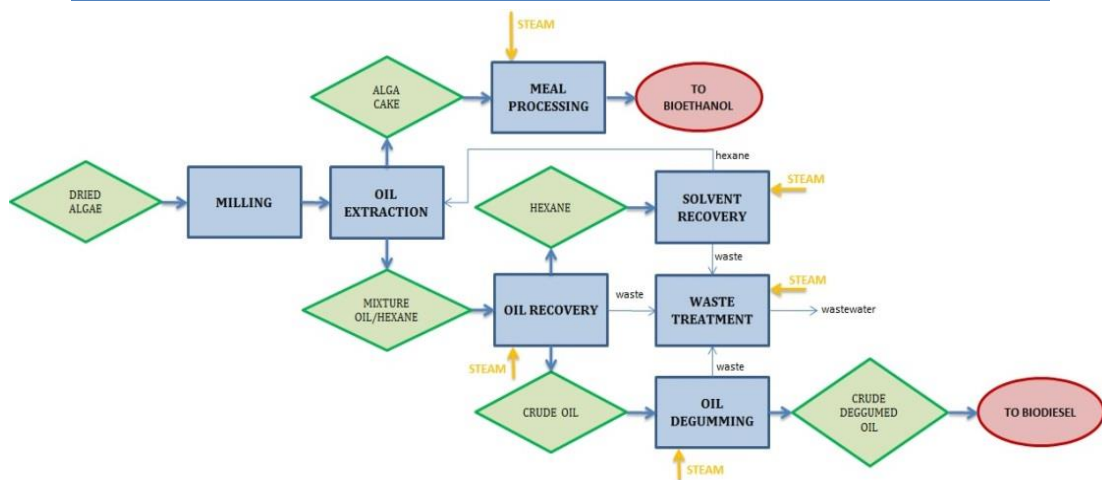 STEAM
ALGA
CAKE
MEAL
PROCESSING
TO
BIOETHANOL
hexane
DRIED
ALGAE
MILLING
OIL
EXTRACTION
HEXANE
SOLVENT
RECOVERY
STEAM
waste
MIXTURE
OIL/HEXANE
OIL RECOVERY
waste
WASTE
TREATMENT
STEAM
wastewater
STEAM
waste
CRUDE OIL
OIL
DEGUMMING
CRUDE
DEGGUMED
OIL
TO BIODIESEL
STEAM